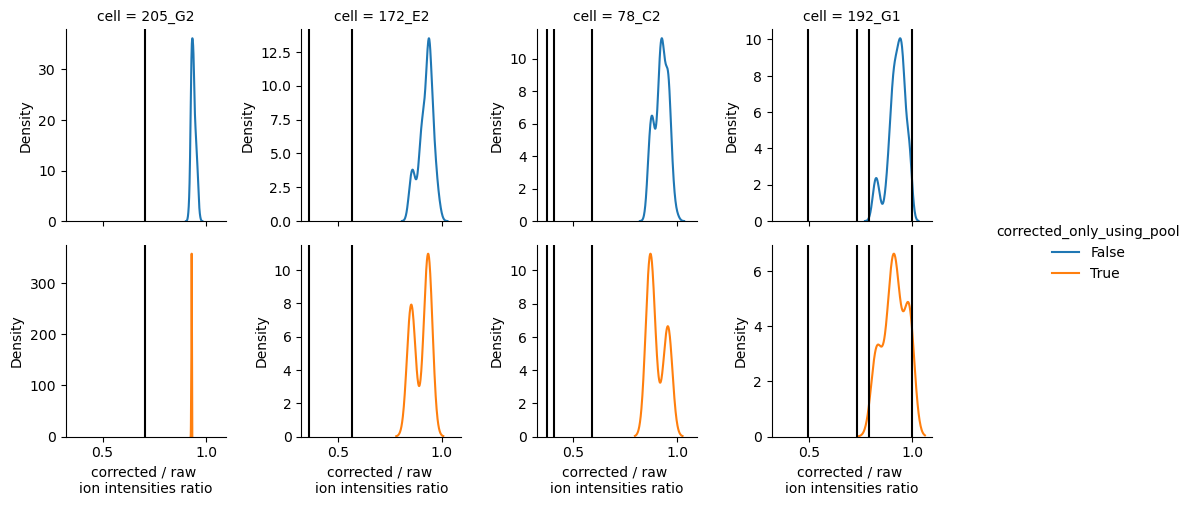 cell = 205_G2
cell = 172_E2
cell = 78_C2
cell = 192_G1
Density
30
20
10
0
Density
12.5
10.0
7.5
5.0
2.5
0.0
Density
10
8
6
4
2
0
Density
10
8
6
4
2
0
Density
300
200
100
0
0.5
1.0
corrected / raw
ion intensities ratio
Density
10
8
6
4
2
0
0.5
1.0
corrected / raw
ion intensities ratio
Density
10
8
6
4
2
0
0.5
1.0
corrected / raw
ion intensities ratio
Density
6
4
2
0
0.5
1.0
corrected / raw
ion intensities ratio
corrected_only_using_pool
False
True